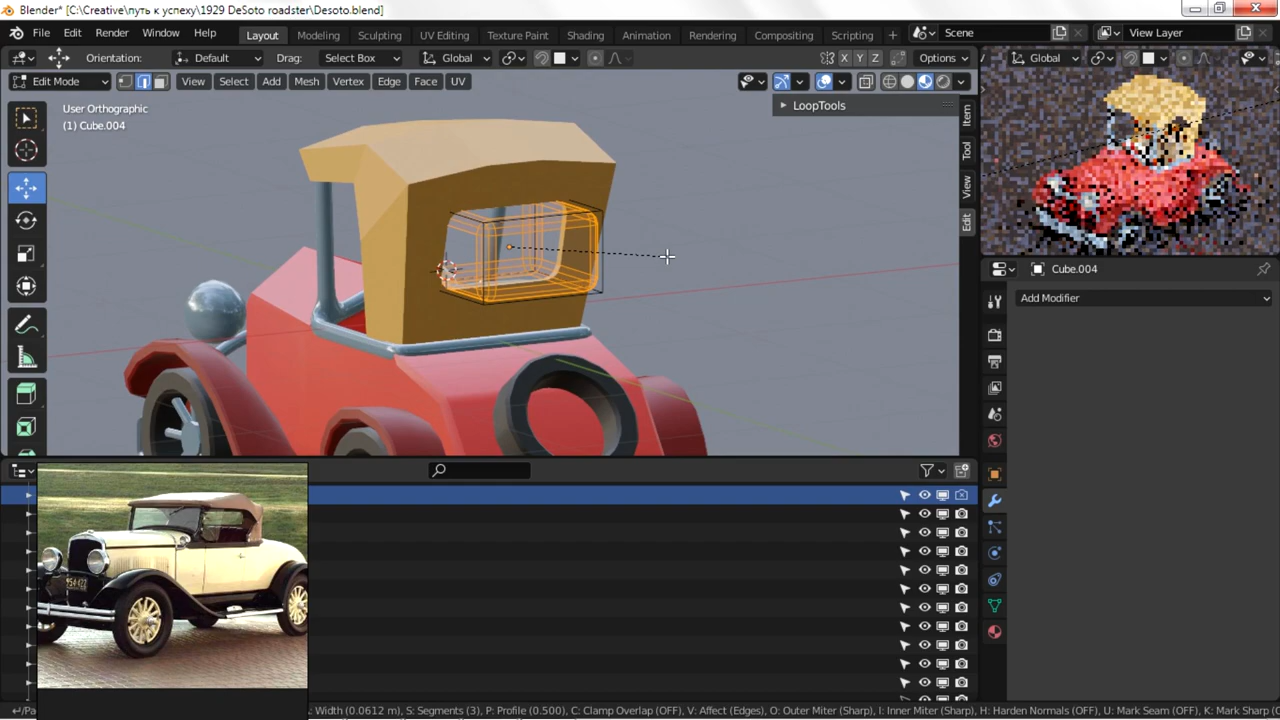 Blender* [C:\Creative\путь к успеху\1929 DeSoto roadster\Desoto.blend]
File Edit Render Window Help Layout Modeling Sculpting UV Editing Texture Paint Shading Animation Rendering Compositing Scripting + Scene View Layer
Orientation: Default Drag: Select Box Global X Y Z Options Global
Edit Mode View Select Add Mesh Vertex Edge Face UV
User Orthographic
(1) Cube.004
LoopTools
Item
Tool
View
Edit
Cube.004
Add Modifier
Width (0.0612 m), S: Segments (3), P: Profile (0.500), C: Clamp Overlap (OFF), V: Affect (Edges), O: Outer Miter (Sharp), I: Inner Miter (Sharp), H: Harden Normals (OFF), U: Mark Seam (OFF), K: Mark Sharp (O